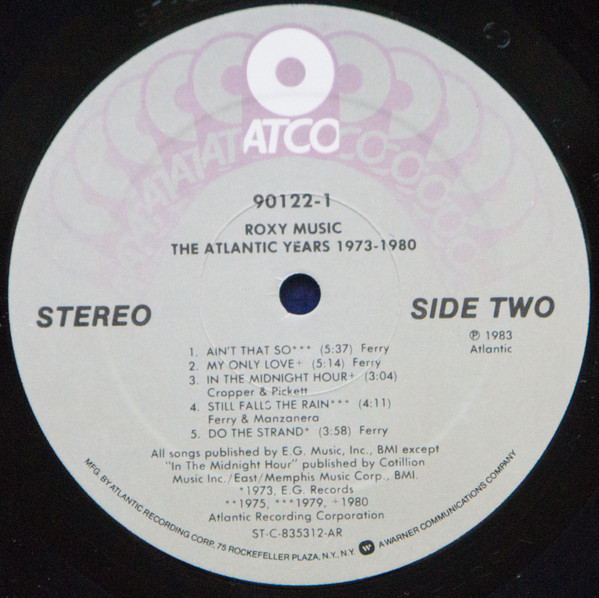 ATCO
90122-1
ROXY MUSIC
THE ATLANTIC YEARS 1973-1980
STEREO
SIDE TWO
℗ 1983
Atlantic
1. AIN'T THAT SO*** (5:37) Ferry
2. MY ONLY LOVE+ (5:14) Ferry
3. IN THE MIDNIGHT HOUR+ (3:04)
Cropper & Pickett
4. STILL FALLS THE RAIN*** (4:11)
Ferry & Manzanera
5. DO THE STRAND* (3:58) Ferry
All songs published by E.G. Music, Inc., BMI except
"In The Midnight Hour" published by Cotillion
Music Inc./East/Memphis Music Corp., BMI.
*1973, E.G. Records
**1975, ***1979, +1980
Atlantic Recording Corporation
ST-C-835312-AR
MFG. BY ATLANTIC RECORDING CORP., 75 ROCKEFELLER PLAZA, N.Y., N.Y. A WARNER COMMUNICATIONS COMPANY